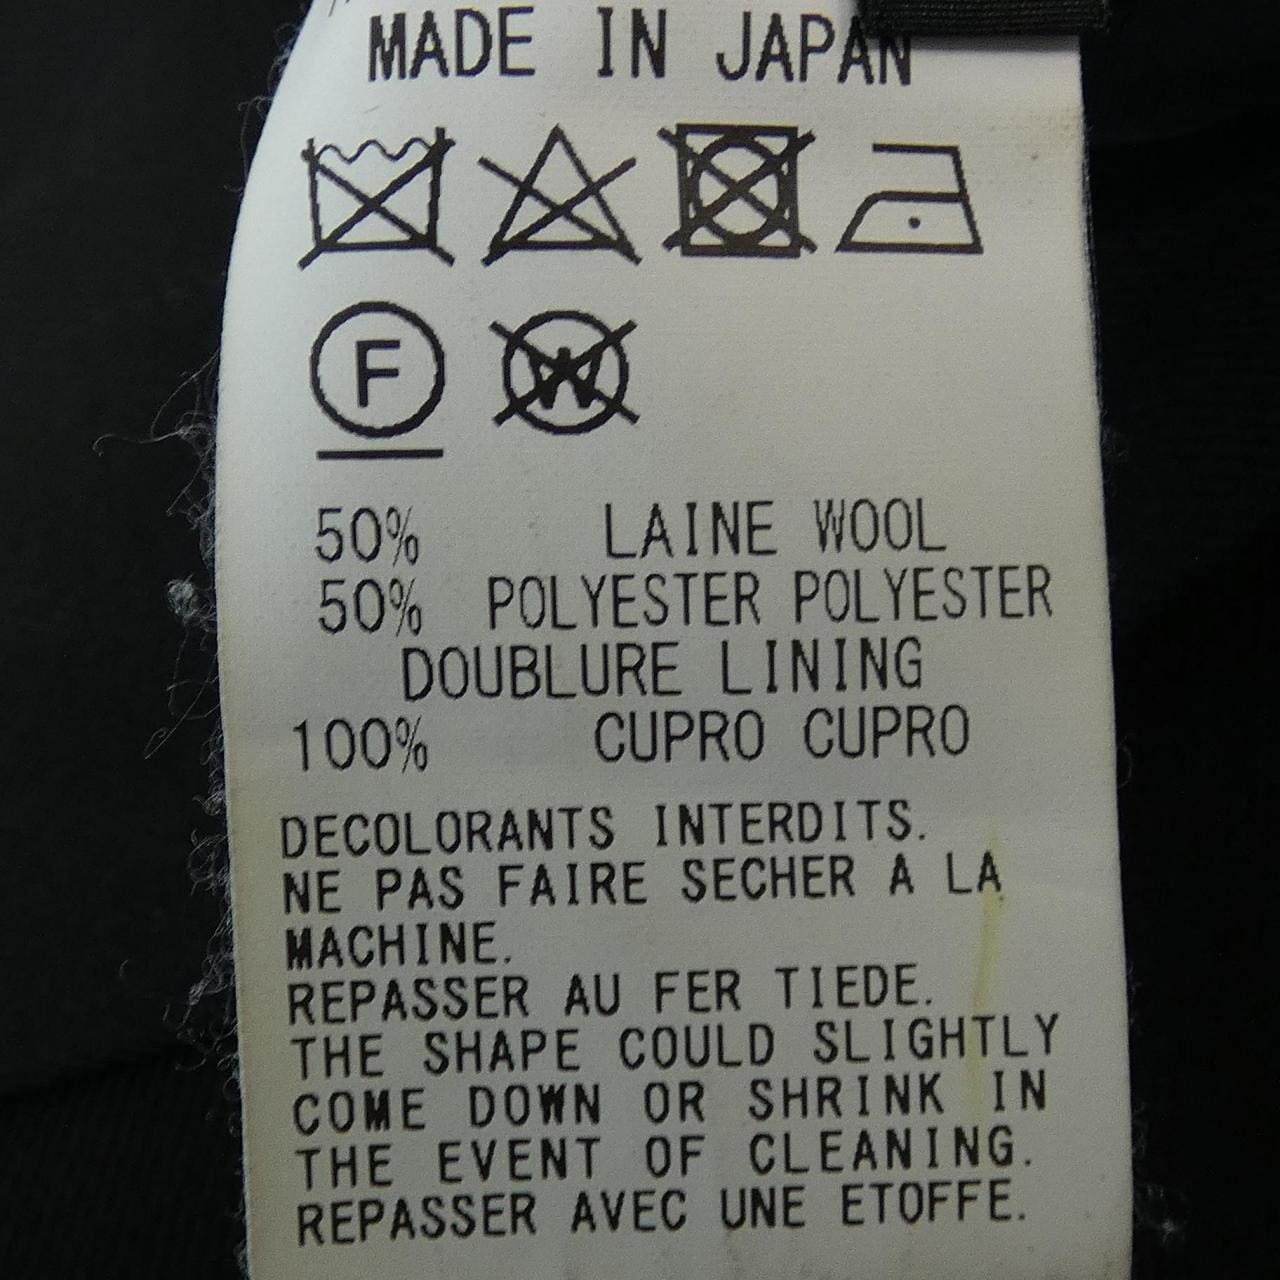 MADE IN JAPAN
F W
50% LAINE WOOL
50% POLYESTER POLYESTER
DOUBLURE LINING
100% CUPRO CUPRO
DECOLORANTS INTERDITS.
NE PAS FAIRE SECHER A LA
MACHINE.
REPASSER AU FER TIEDE.
THE SHAPE COULD SLIGHTLY
COME DOWN OR SHRINK IN
THE EVENT OF CLEANING.
REPASSER AVEC UNE ETOFFE.